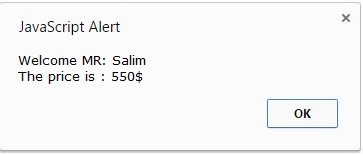 JavaScript Alert
Welcome MR: Salim
The price is : 550$
OK